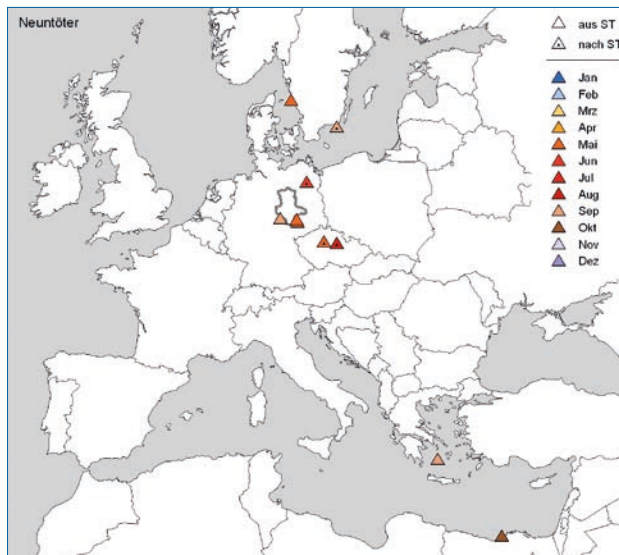 Neuntöter
aus ST
nach ST
Jan
Feb
Mrz
Apr
Mai
Jun
Jul
Aug
Sep
Okt
Nov
Dez